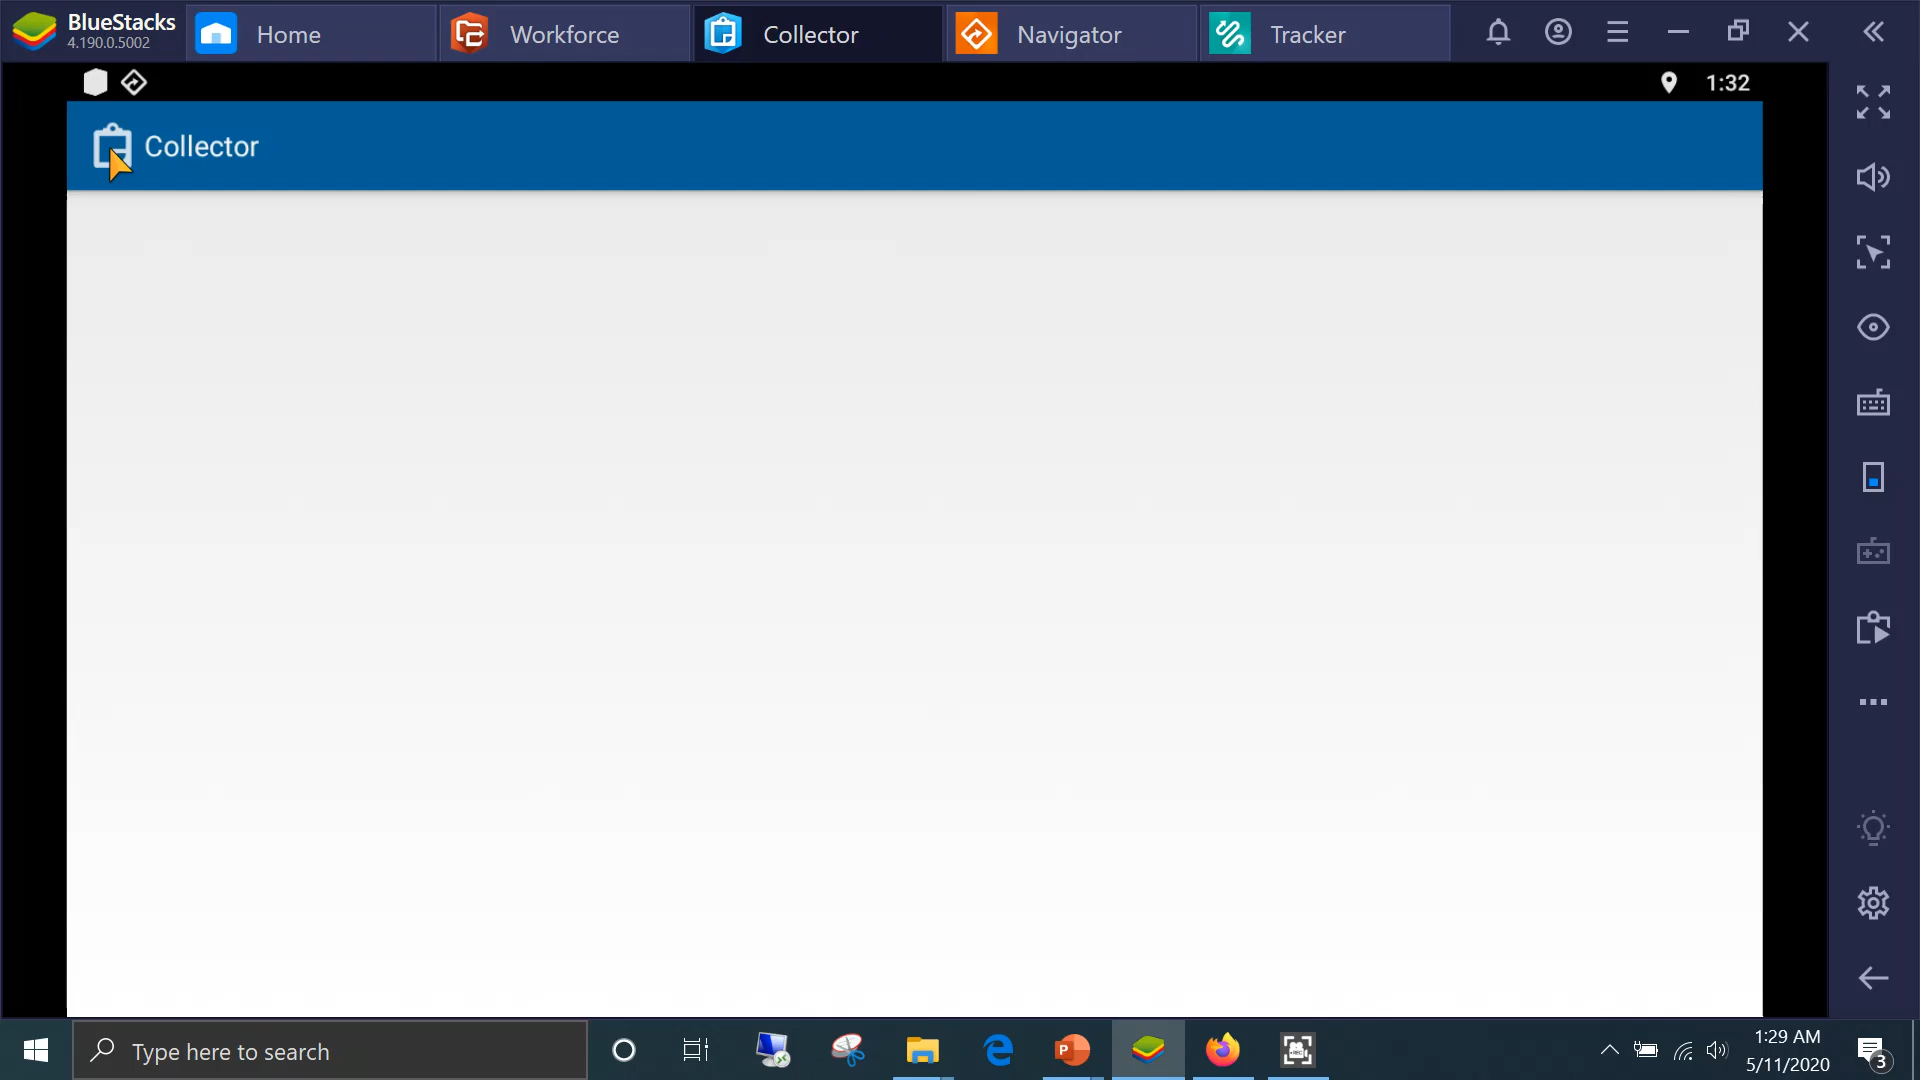 BlueStacks
4.190.0.5002
Home
Workforce
Collector
Navigator
Tracker
1:32
Collector
Type here to search
P
REC
1:29 AM
5/11/2020
3